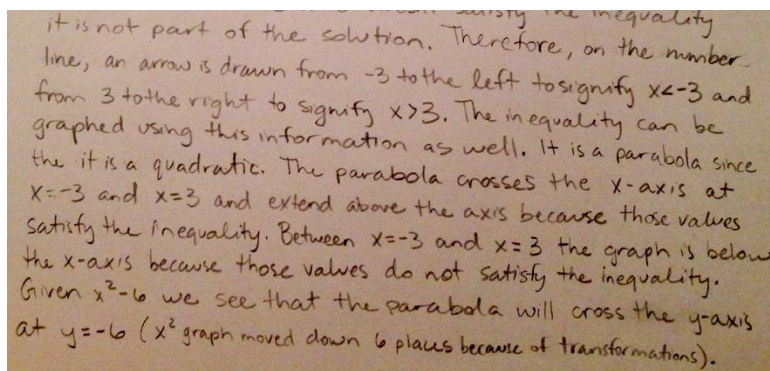 satisfy the inequality
it is not part of the solution. Therefore, on the number
line, an arrow is drawn from -3 to the left to signify x<-3 and
from 3 to the right to signify x>3. The inequality can be
graphed using this information as well. It is a parabola since
the it is a quadratic. The parabola crosses the x-axis at
x=-3 and x=3 and extend above the axis because those values
satisfy the inequality. Between x=-3 and x=3 the graph is below
the x-axis because those values do not satisfy the inequality.
Given x²-6 we see that the parabola will cross the y-axis
at y=-6 (x² graph moved down 6 places because of transformations).